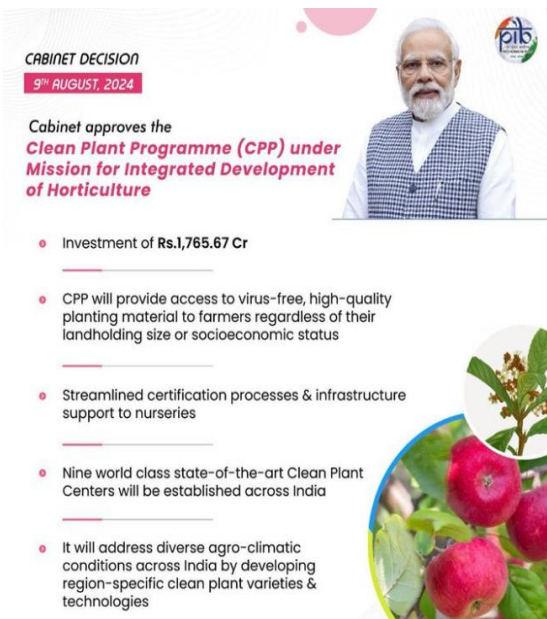 pib
CABINET DECISION
9TH AUGUST, 2024
Cabinet approves the
Clean Plant Programme (CPP) under
Mission for Integrated Development
of Horticulture
Investment of Rs.1,765.67 Cr
CPP will provide access to virus-free, high-quality
planting material to farmers regardless of their
landholding size or socioeconomic status
Streamlined certification processes & infrastructure
support to nurseries
Nine world class state-of-the-art Clean Plant
Centers will be established across India
It will address diverse agro-climatic
conditions across India by developing
region-specific clean plant varieties &
technologies